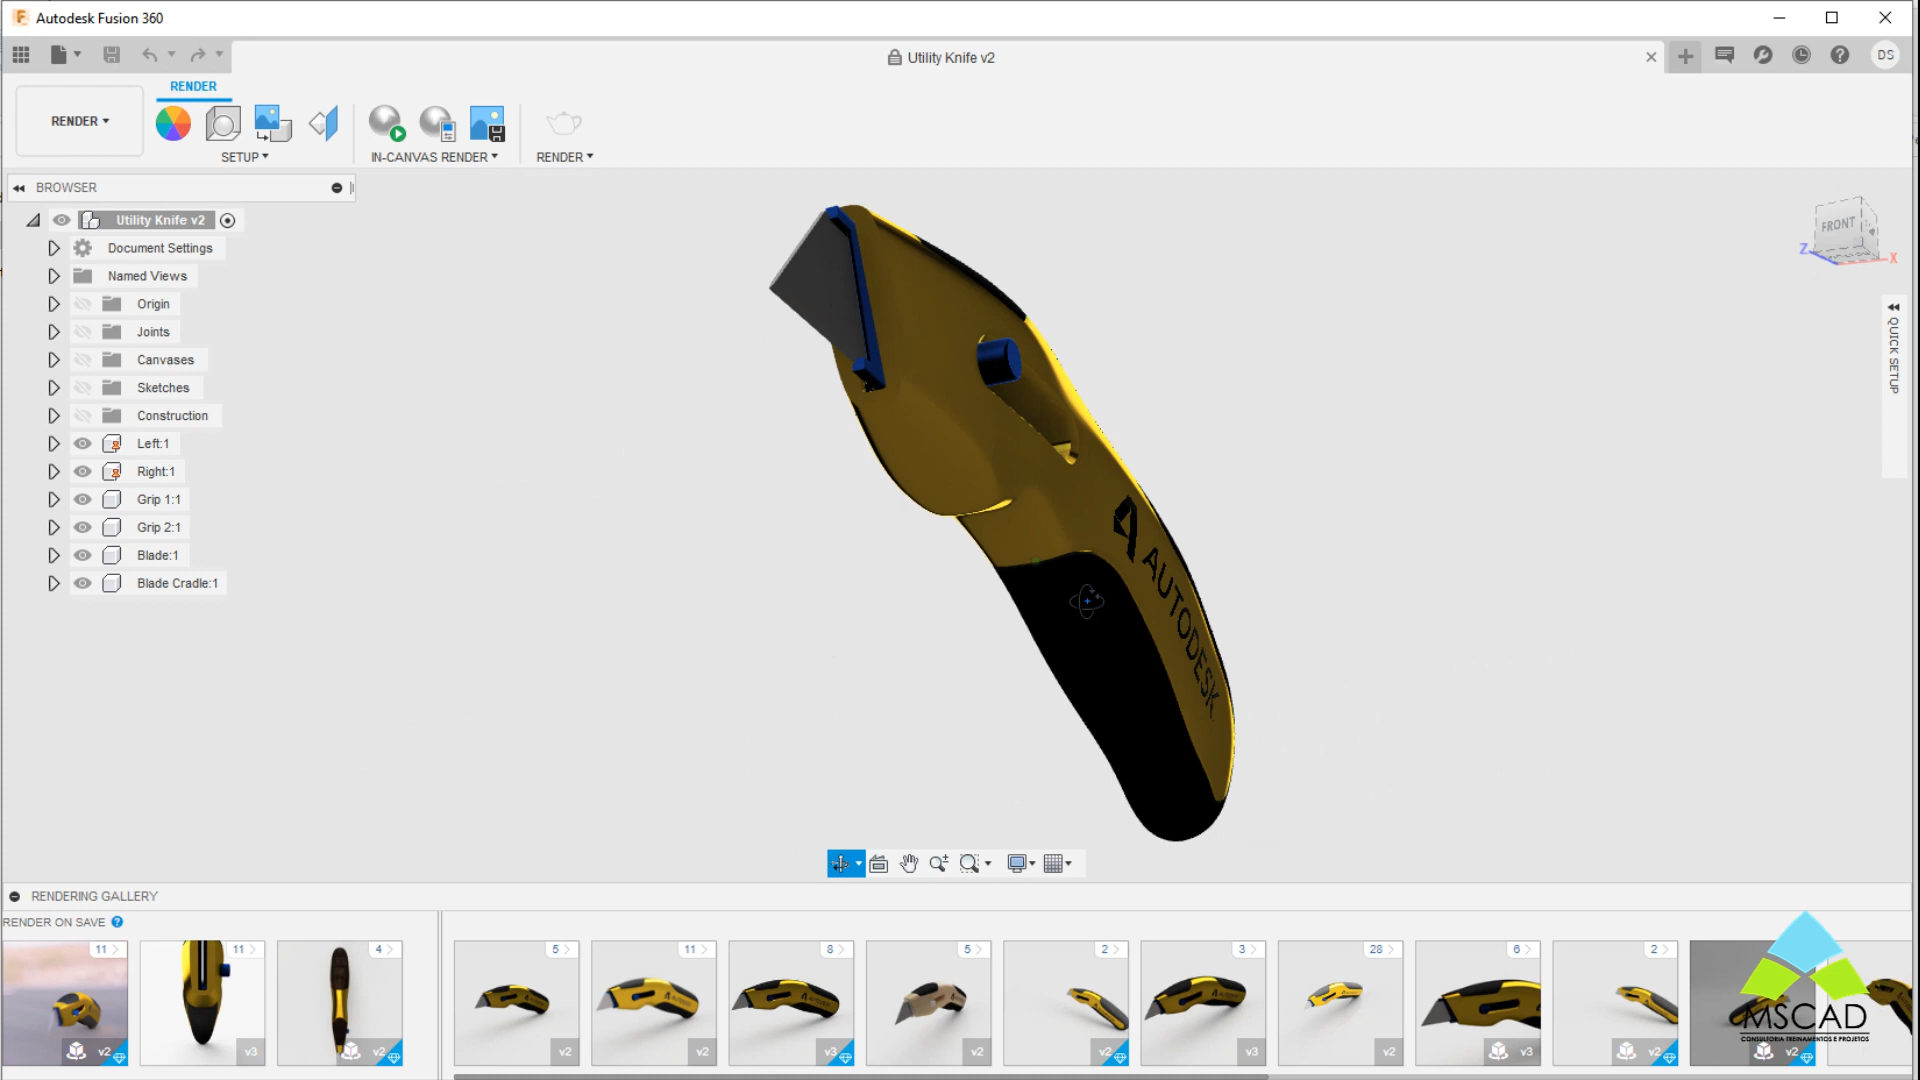 Autodesk Fusion 360
Utility Knife v2
DS
RENDER
RENDER
SETUP
IN-CANVAS RENDER
RENDER
BROWSER
Utility Knife v2
Document Settings
Named Views
Origin
Joints
Canvases
Sketches
Construction
Left:1
Right:1
Grip 1:1
Grip 2:1
Blade:1
Blade Cradle:1
FRONT
Z
X
QUICK SETUP
AUTODESK
RENDERING GALLERY
RENDER ON SAVE ?
11 >
11 >
4 >
5 >
11 >
8 >
5 >
2 >
3 >
28 >
6 >
2 >
v2
v3
v2
v2
v2
v3
v2
v2
v3
v2
v3
v2
v2
MSCAD
CONSULTORIA TREINAMENTOS E PROJETOS